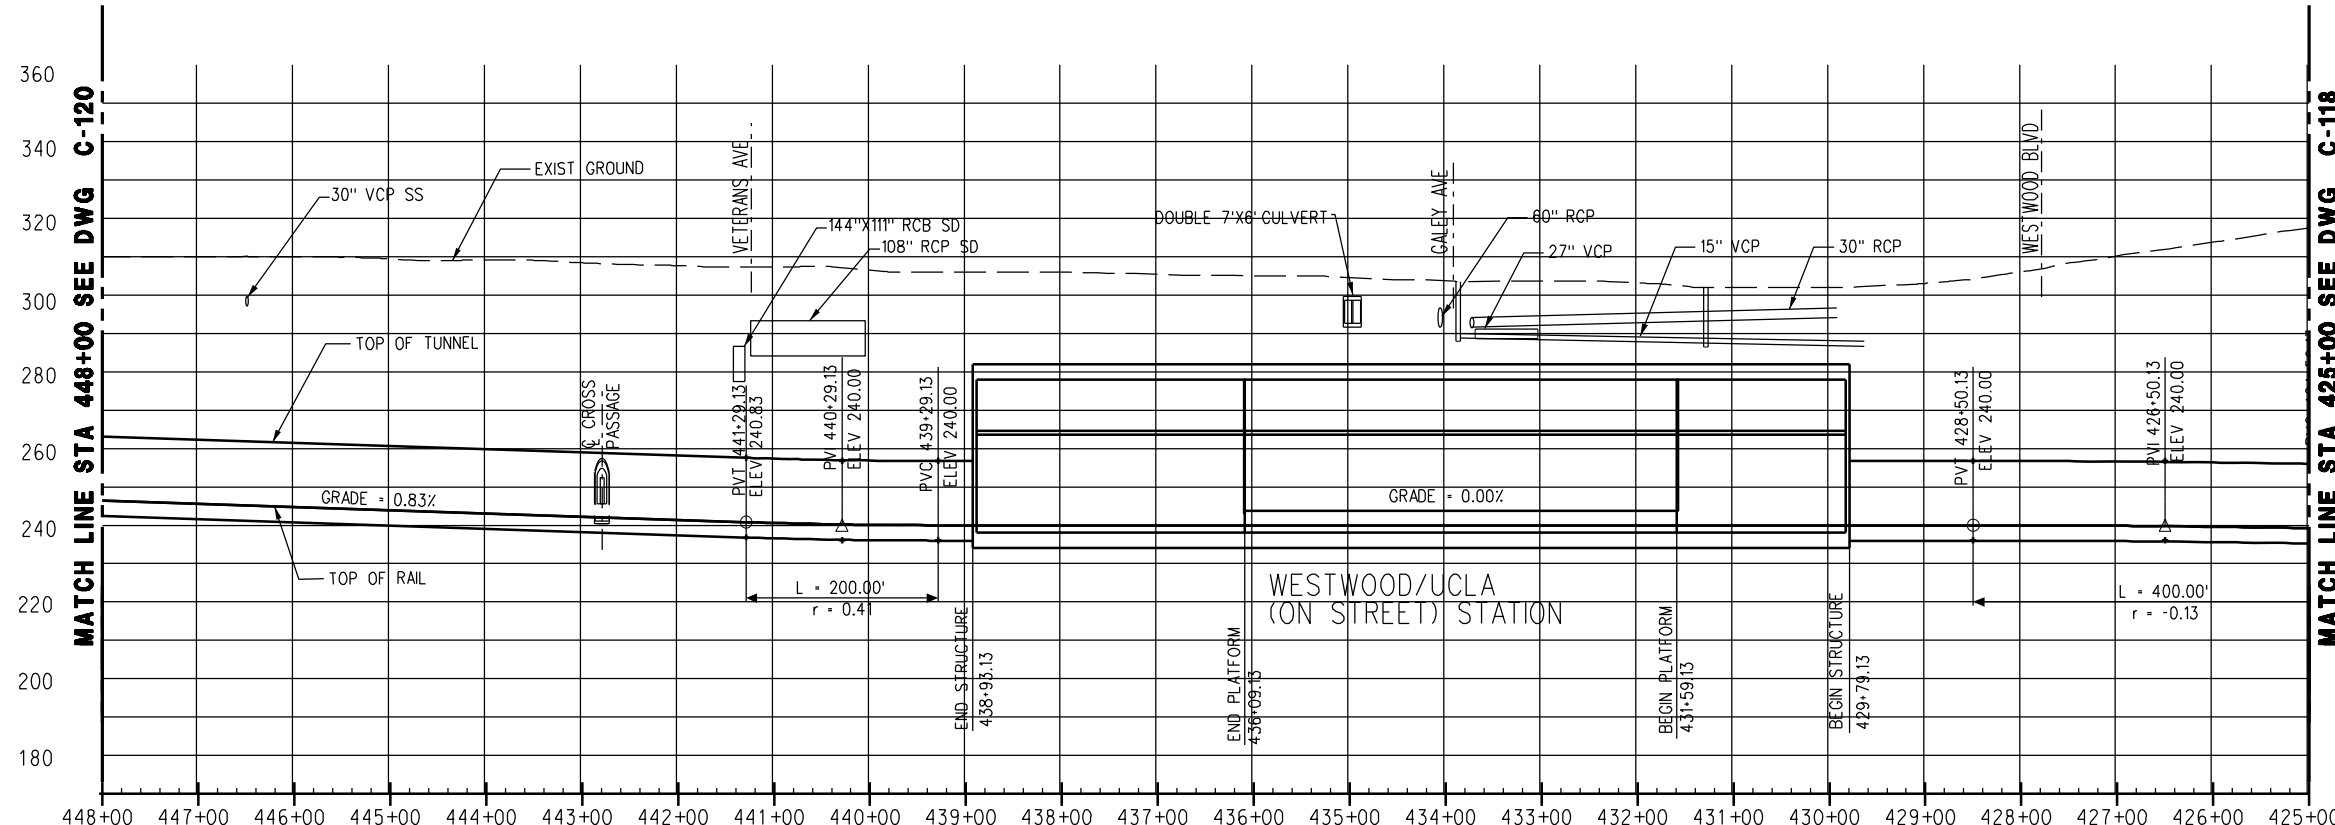 360
340
320
300
280
260
240
220
200
180
MATCH LINE STA 448+00 SEE DWG C-120
30" VCP SS
EXIST GROUND
TOP OF TUNNEL
GRADE = 0.83%
TOP OF RAIL
℄ CROSS
PASSAGE
VETERANS AVE
144"X111" RCB SD
108" RCP SD
PVT 441+29.13
ELEV 240.83
PVI 440+29.13
ELEV 240.00
PVC 439+29.13
ELEV 240.00
L = 200.00'
r = 0.41
END STRUCTURE
438+93.13
DOUBLE 7'X6' CULVERT
GALEY AVE
60" RCP
27" VCP
15" VCP
30" RCP
GRADE = 0.00%
WESTWOOD/UCLA
(ON STREET) STATION
END PLATFORM
436+09.13
BEGIN PLATFORM
431+59.13
BEGIN STRUCTURE
429+79.13
WESTWOOD BLVD
PVT 428+50.13
ELEV 240.00
PVI 426+50.13
ELEV 240.00
L = 400.00'
r = -0.13
MATCH LINE STA 425+00 SEE DWG C-118
448+00 447+00 446+00 445+00 444+00 443+00 442+00 441+00 440+00 439+00 438+00 437+00 436+00 435+00 434+00 433+00 432+00 431+00 430+00 429+00 428+00 427+00 426+00 425+00